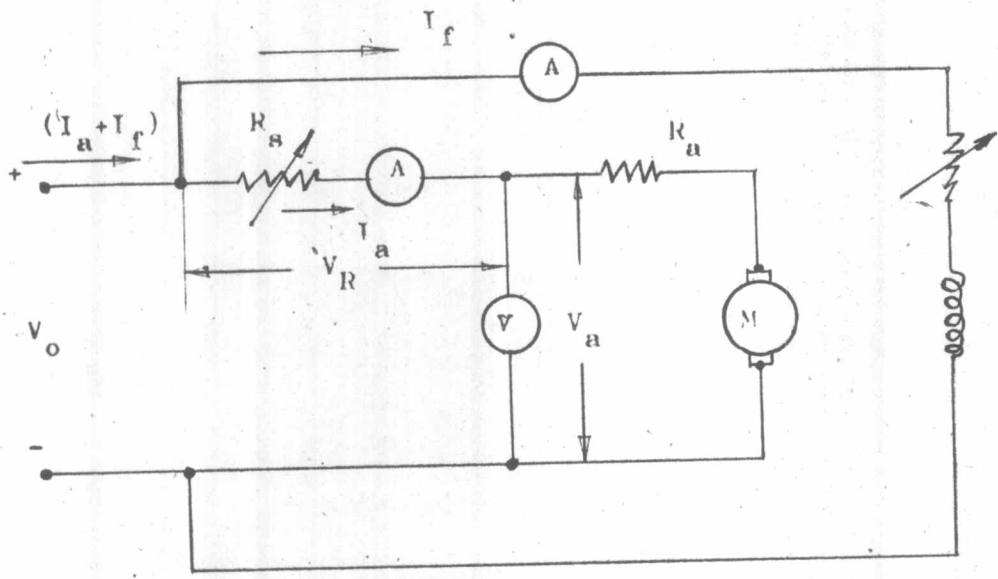 I_f
A
(I_a+I_f)
R_s
R_a
+
A
I_a
V_R
V
V_a
M
V_o
-